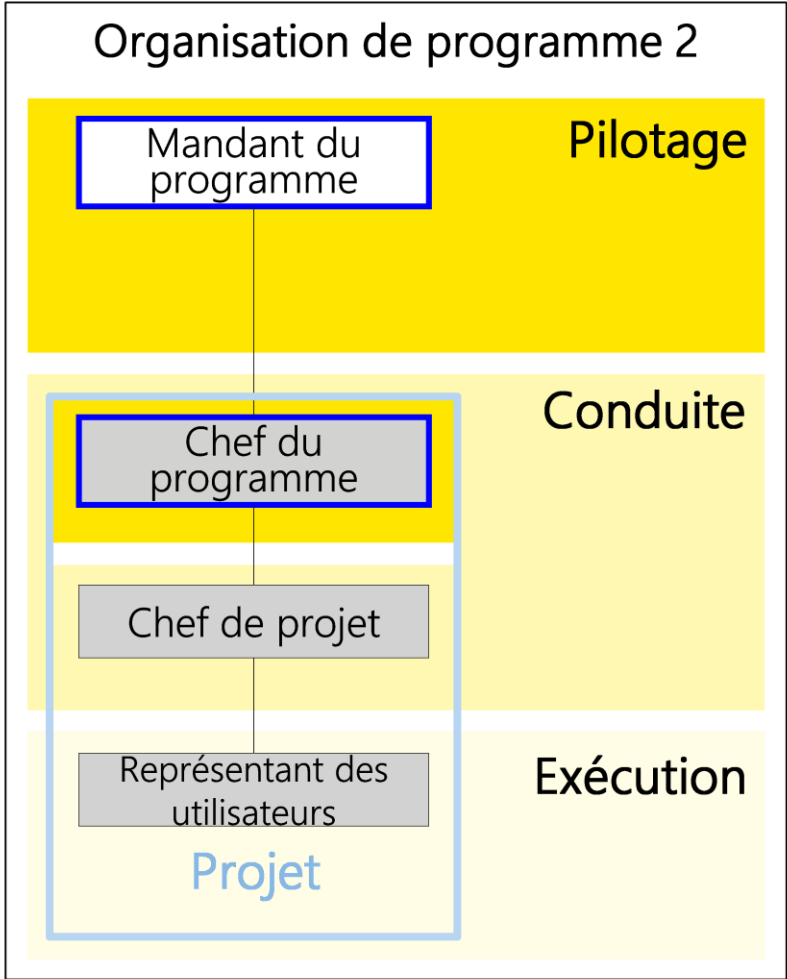 Organisation de programme 2
Pilotage
Mandant du
programme
Conduite
Chef du
programme
Chef de projet
Exécution
Représentant des
utilisateurs
Projet